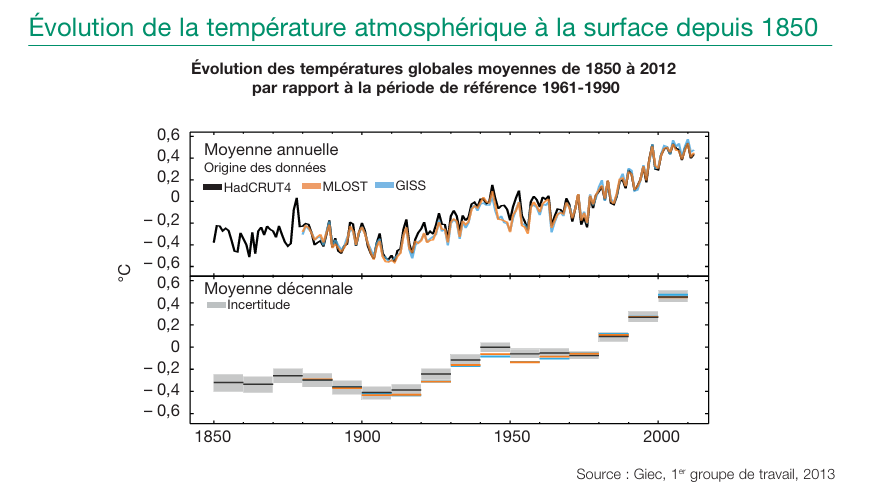 Évolution de la température atmosphérique à la surface depuis 1850
Évolution des températures globales moyennes de 1850 à 2012
par rapport à la période de référence 1961-1990
0,6
0,4
0,2
0
– 0,2
– 0,4
– 0,6
Moyenne annuelle
Origine des données
HadCRUT4 MLOST GISS
°C
0,6
0,4
0,2
0
– 0,2
– 0,4
– 0,6
Moyenne décennale
Incertitude
1850 1900 1950 2000
Source : Giec, 1er groupe de travail, 2013